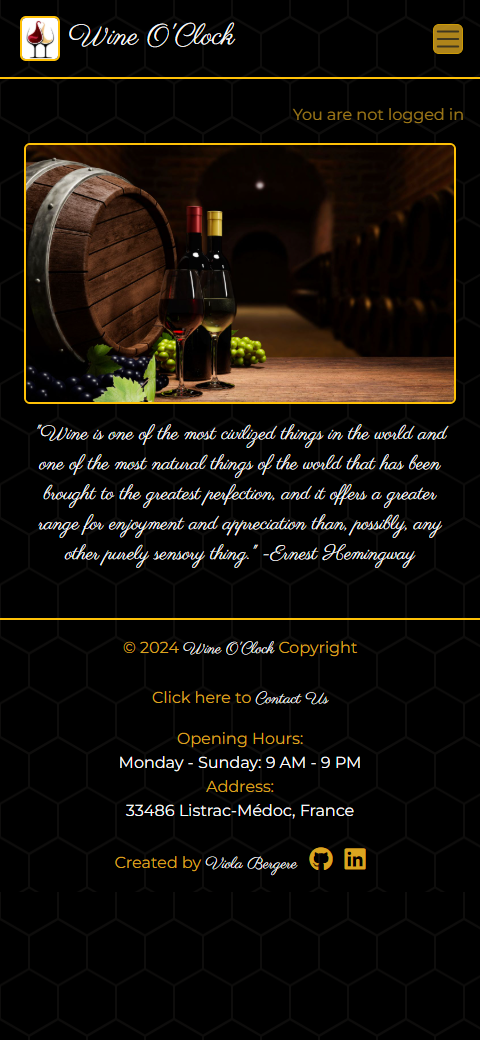 Wine O'Clock
You are not logged in
"Wine is one of the most civilized things in the world and
one of the most natural things of the world that has been
brought to the greatest perfection, and it offers a greater
range for enjoyment and appreciation than, possibly, any
other purely sensory thing." -Ernest Hemingway
© 2024 Wine O'Clock Copyright
Click here to Contact Us
Opening Hours:
Monday - Sunday: 9 AM - 9 PM
Address:
33486 Listrac-Médoc, France
Created by Viola Bergere